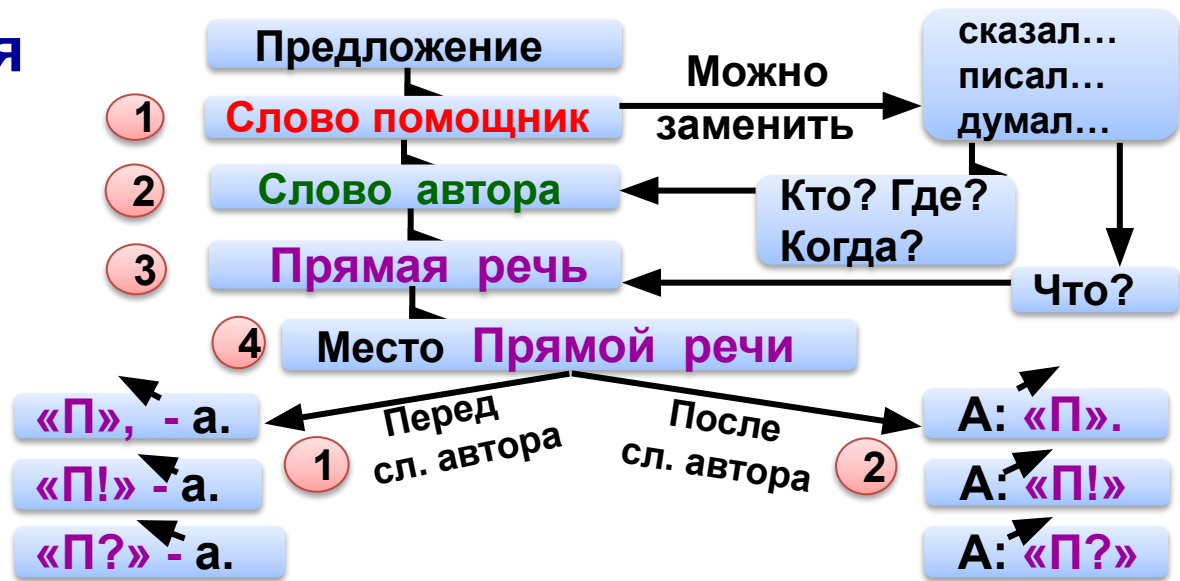 я
Предложение
1
Слово помощник
Можно
заменить
сказал…
писал…
думал…
2
Слово автора
Кто? Где?
Когда?
3
Прямая речь
Что?
4
Место Прямой речи
Перед
сл. автора
1
После
сл. автора
2
«П», - а.
«П!» - а.
«П?» - а.
А: «П».
А: «П!»
А: «П?»